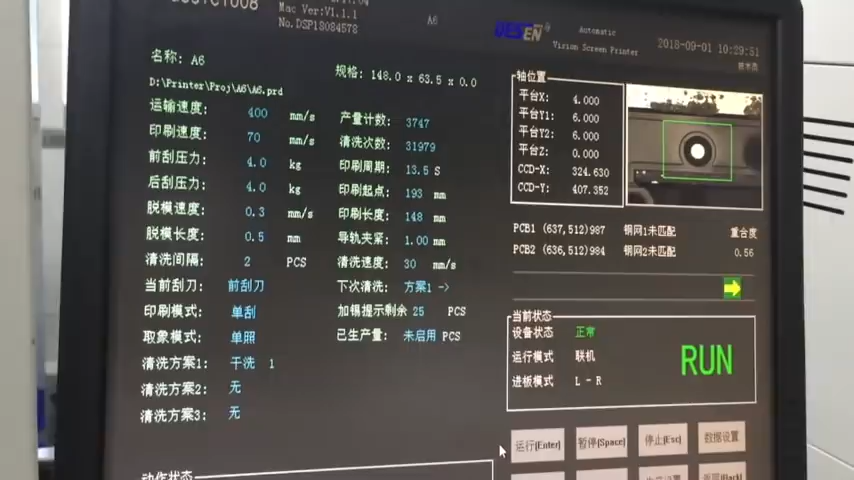 Mac Ver:V1.1.1
No.DSP18084578
A6
DESEN®
Automatic
Vision Screen Printer
2018-09-01 10:29:51
名称: A6
规格: 148.0 x 63.5 x 0.0
D:\Printer\Proj\A6\A6.prd
运输速度: 400 mm/s
产量计数: 3747
印刷速度: 70 mm/s
清洗次数: 31979
前刮压力: 4.0 kg
印刷周期: 13.5 S
后刮压力: 4.0 kg
印刷起点: 193 mm
脱模速度: 0.3 mm/s
印刷长度: 148 mm
脱模长度: 0.5 mm
导轨夹紧: 1.00 mm
清洗间隔: 2 PCS
清洗速度: 30 mm/s
当前刮刀: 前刮刀
下次清洗: 方案1 ->
印刷模式: 单刮
加锡提示剩余 25 PCS
取象模式: 单照
已生产量: 未启用 PCS
清洗方案1: 干洗 1
清洗方案2: 无
清洗方案3: 无
动作状态
轴位置
平台X: 4.000
平台Y1: 6.000
平台Y2: 6.000
平台Z: 0.000
CCD-X: 324.630
CCD-Y: 407.352
PCB1 (637,512)987 钢网1未匹配 重合度
PCB2 (636,512)984 钢网2未匹配 0.56
当前状态
设备状态 正常
运行模式 联机
进板模式 L - R
RUN
运行[Enter] 暂停[Space] 停止[Esc] 数据设置